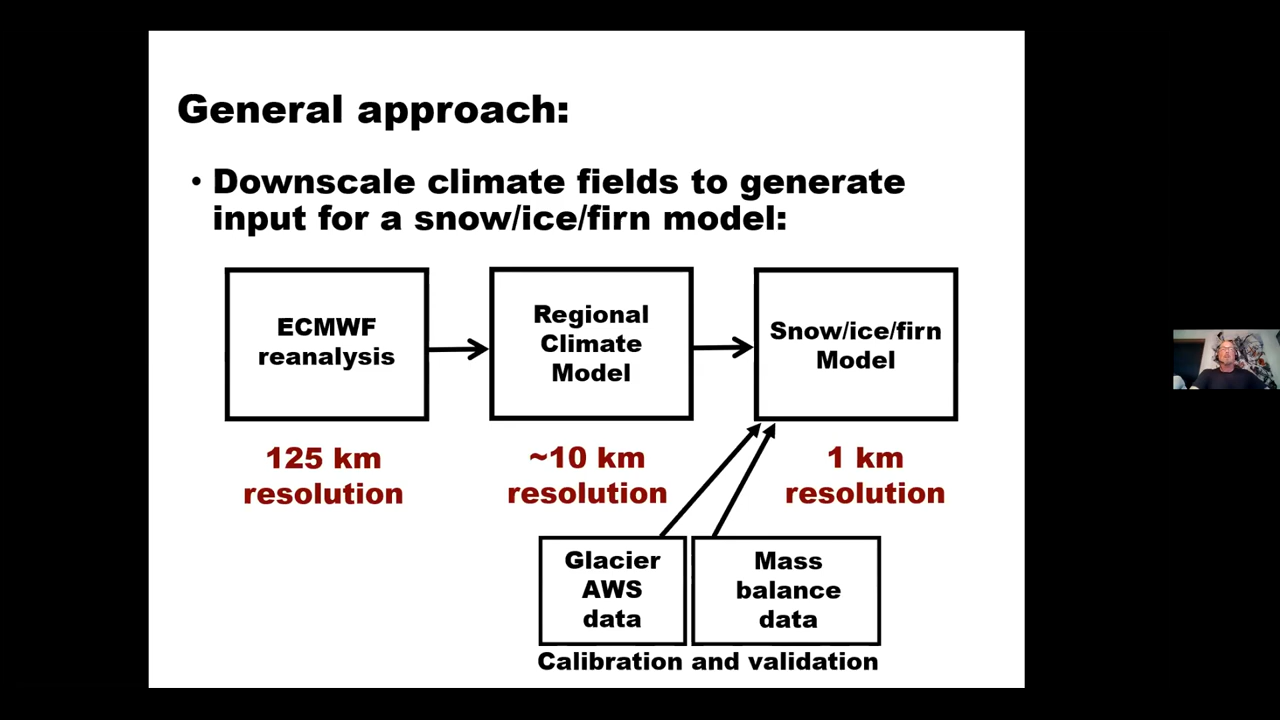 General approach:
• Downscale climate fields to generate
input for a snow/ice/firn model:
ECMWF
reanalysis
Regional
Climate
Model
Snow/ice/firn
Model
125 km
resolution
~10 km
resolution
1 km
resolution
Glacier
AWS
data
Mass
balance
data
Calibration and validation